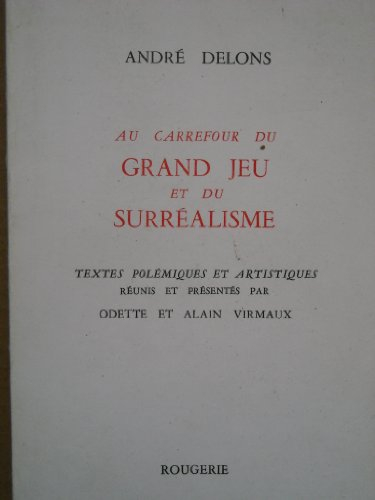 ANDRÉ DELONS
AU CARREFOUR DU
GRAND JEU
ET DU
SURRÉALISME
TEXTES POLÉMIQUES ET ARTISTIQUES
RÉUNIS ET PRÉSENTÉS PAR
ODETTE ET ALAIN VIRMAUX
ROUGERIE